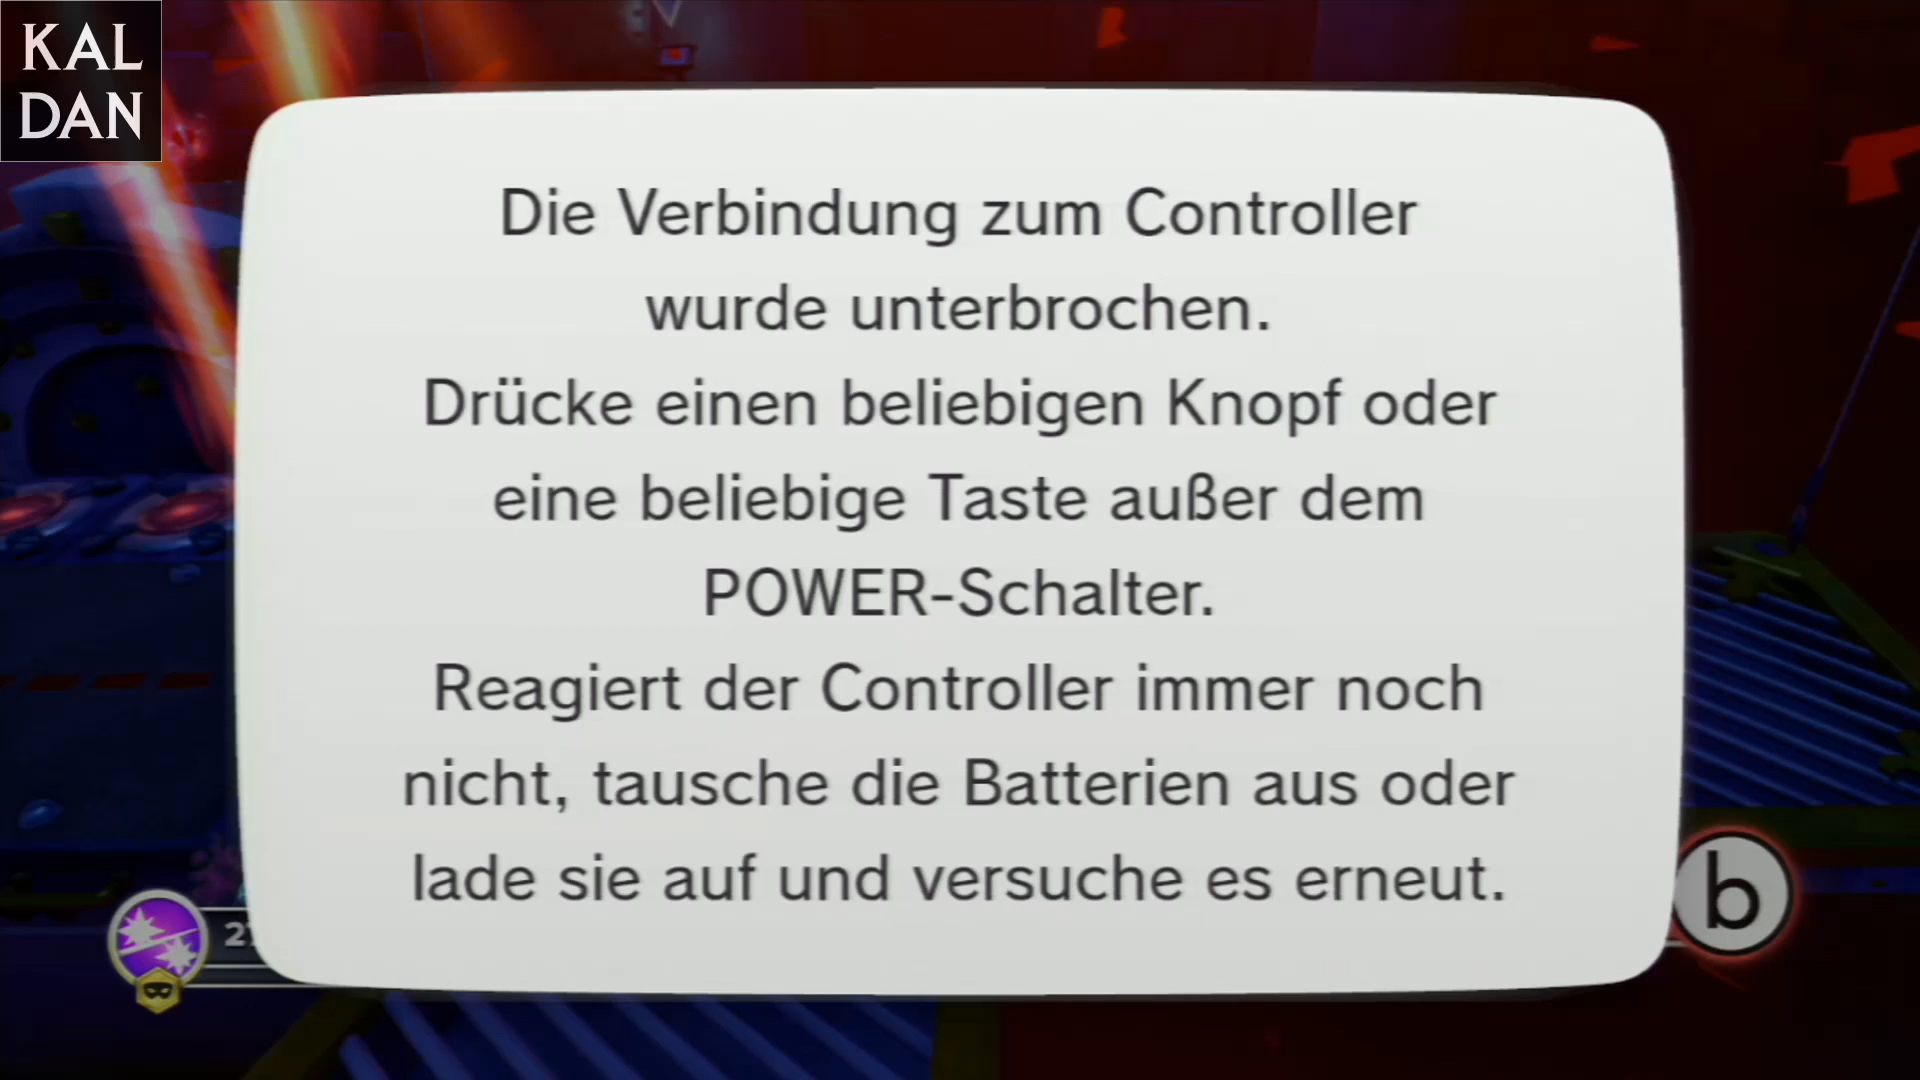 KAL
DAN
Die Verbindung zum Controller
wurde unterbrochen.
Drücke einen beliebigen Knopf oder
eine beliebige Taste außer dem
POWER-Schalter.
Reagiert der Controller immer noch
nicht, tausche die Batterien aus oder
lade sie auf und versuche es erneut.
b